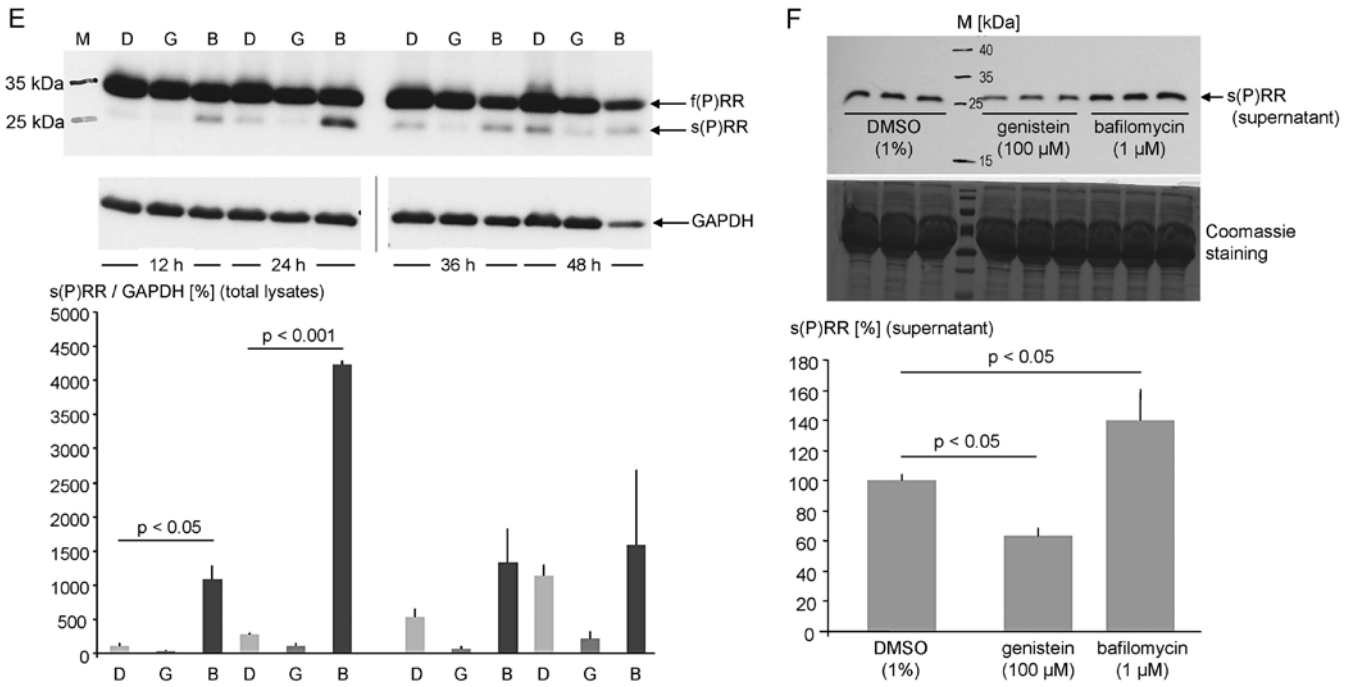 E
M D G B D G B D G B D G B
35 kDa
25 kDa
f(P)RR
s(P)RR
GAPDH
12 h 24 h 36 h 48 h
s(P)RR / GAPDH [%] (total lysates)
5000
4500
4000
3500
3000
2500
2000
1500
1000
500
0
p < 0.05
p < 0.001
D G B D G B D G B D G B
F
M [kDa]
40
35
25
15
s(P)RR
(supernatant)
DMSO genistein bafilomycin
(1%) (100 µM) (1 µM)
Coomassie
staining
s(P)RR [%] (supernatant)
180
160
140
120
100
80
60
40
20
0
p < 0.05
p < 0.05
DMSO genistein bafilomycin
(1%) (100 µM) (1 µM)